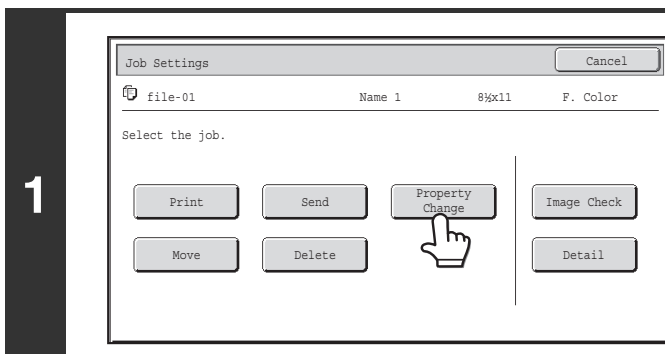 1
Job Settings Cancel
file-01 Name 1 8½x11 F. Color
Select the job.
Print Send Property Change Image Check
Move Delete Detail